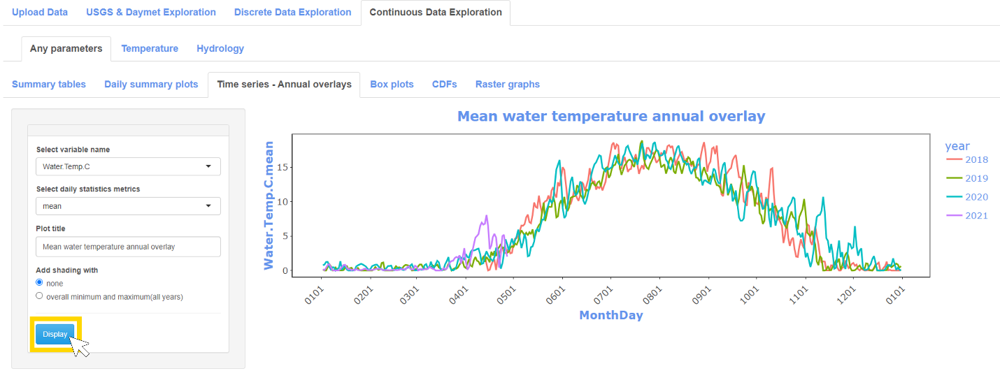 Upload Data USGS & Daymet Exploration Discrete Data Exploration Continuous Data Exploration
Any parameters Temperature Hydrology
Summary tables Daily summary plots Time series - Annual overlays Box plots CDFs Raster graphs
Select variable name
Water.Temp.C
Select daily statistics metrics
mean
Plot title
Mean water temperature annual overlay
Add shading with
none
overall minimum and maximum(all years)
Display
Mean water temperature annual overlay
Water.Temp.C.mean
15
10
5
0
0101 0201 0301 0401 0501 0601 0701 0801 0901 1001 1101 1201 0101
MonthDay
year
2018
2019
2020
2021